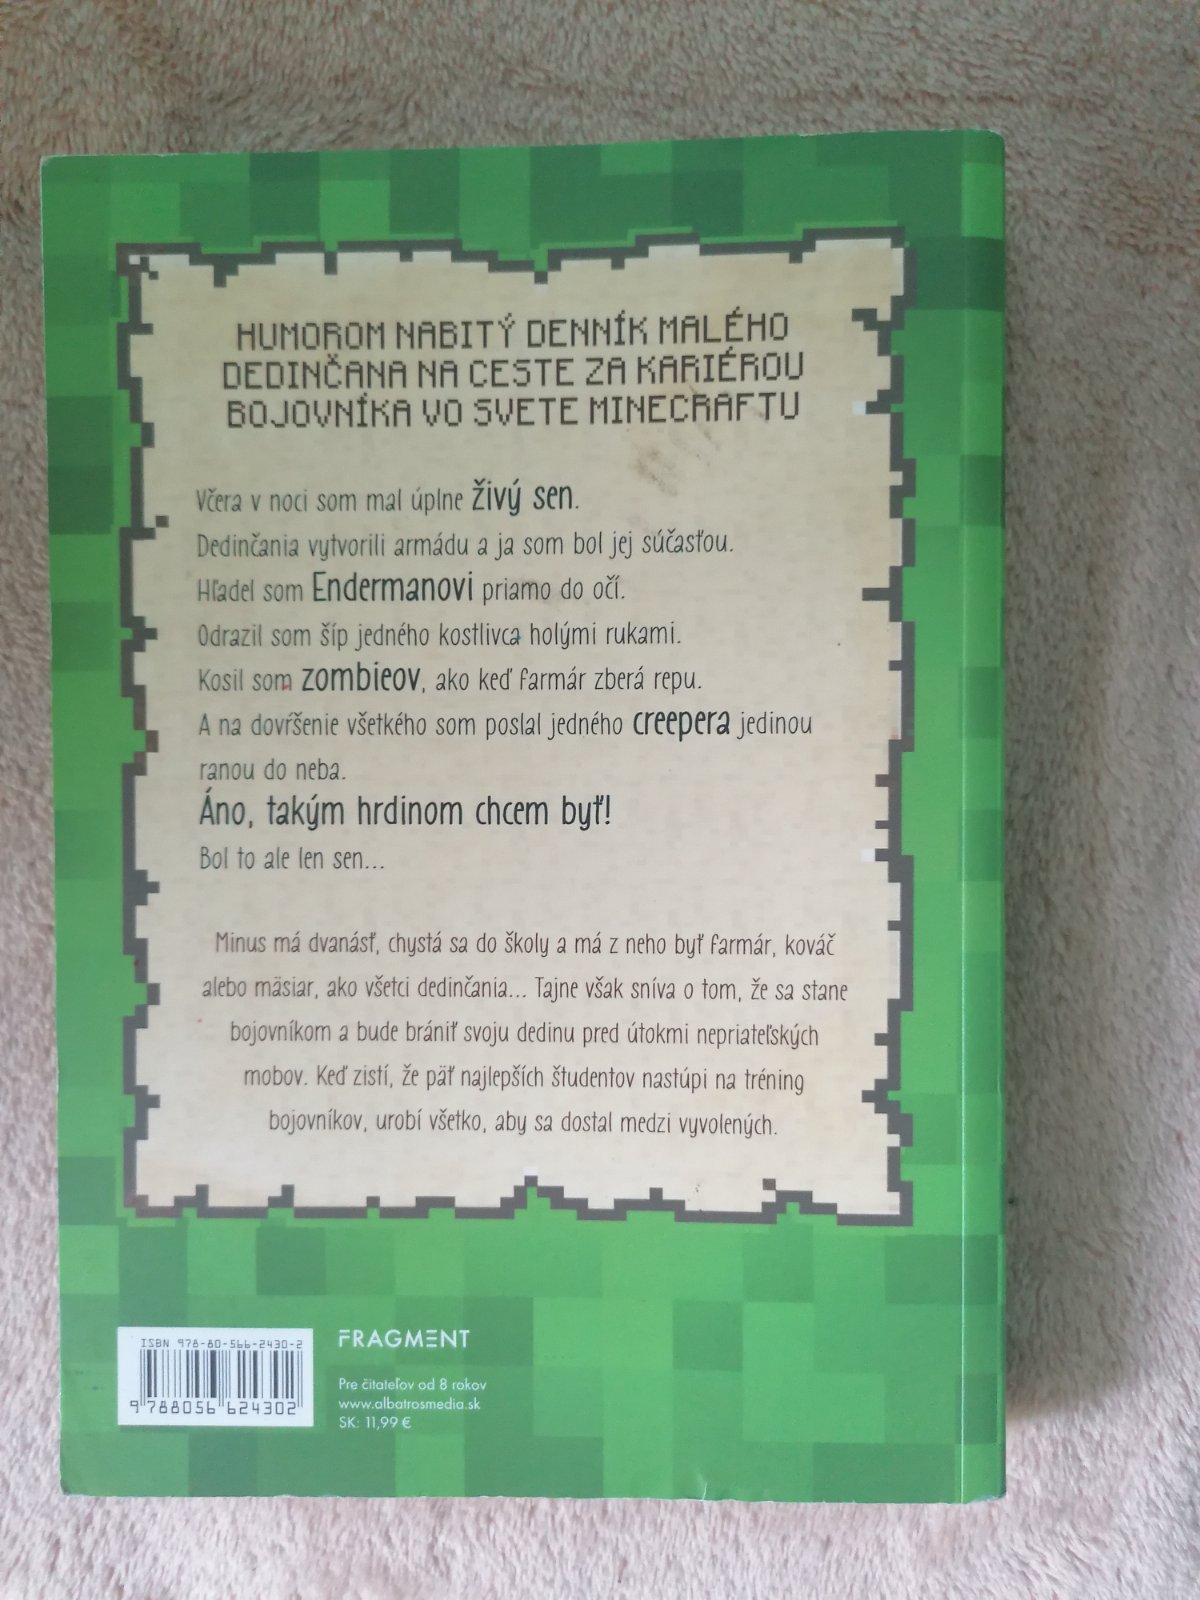 HUMOROM NABITÝ DENNÍK MALÉHO
DEDINČANA NA CESTE ZA KARIÉROU
BOJOVNÍKA VO SVETE MINECRAFTU
Včera v noci som mal úplne živý sen.
Dedinčania vytvorili armádu a ja som bol jej súčasťou.
Hľadel som Endermanovi priamo do očí.
Odrazil som šíp jedného kostlivca holými rukami.
Kosil som zombieov, ako keď farmár zberá repu.
A na dovŕšenie všetkého som poslal jedného creepera jedinou
ranou do neba.
Áno, takým hrdinom chcem byť!
Bol to ale len sen...
Minus má dvanásť, chystá sa do školy a má z neho byť farmár, kováč
alebo mäsiar, ako všetci dedinčania... Tajne však sníva o tom, že sa stane
bojovníkom a bude brániť svoju dedinu pred útokmi nepriateľských
mobov. Keď zistí, že päť najlepších študentov nastúpi na tréning
bojovníkov, urobí všetko, aby sa dostal medzi vyvolených.
ISBN 978-80-566-2430-2
9 788056 624302
FRAGMENT
Pre čitateľov od 8 rokov
www.albatrosmedia.sk
SK: 11,99 €